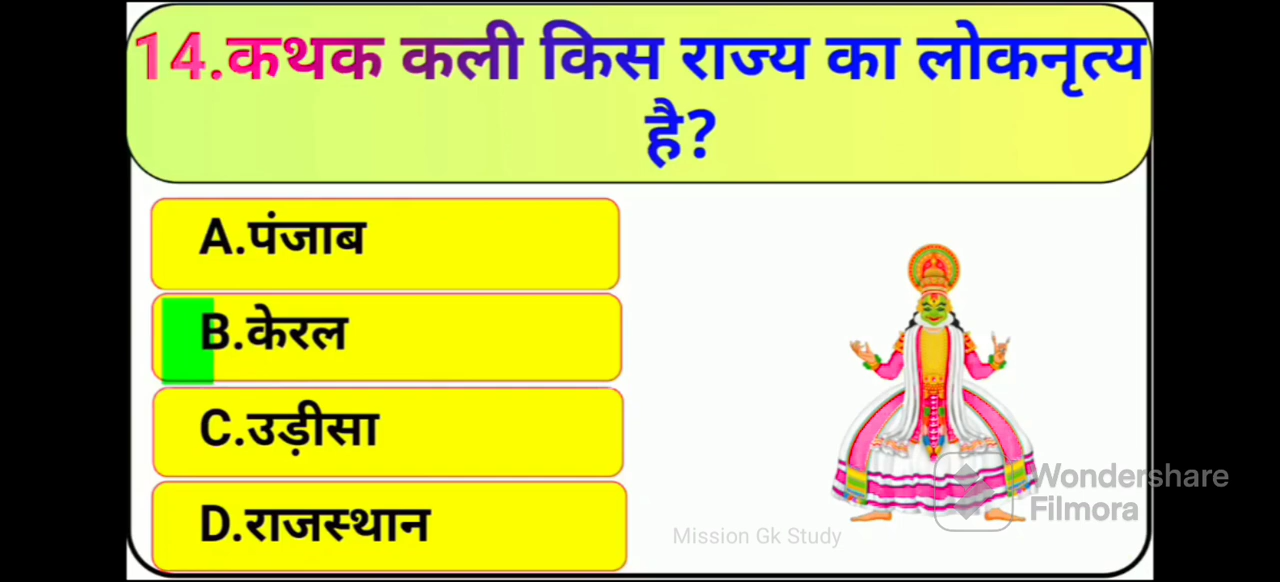 14.कथक कली किस राज्य का लोकनृत्य
है?
A.पंजाब
B.केरल
C.उड़ीसा
D.राजस्थान
Wondershare
Filmora
Mission Gk Study